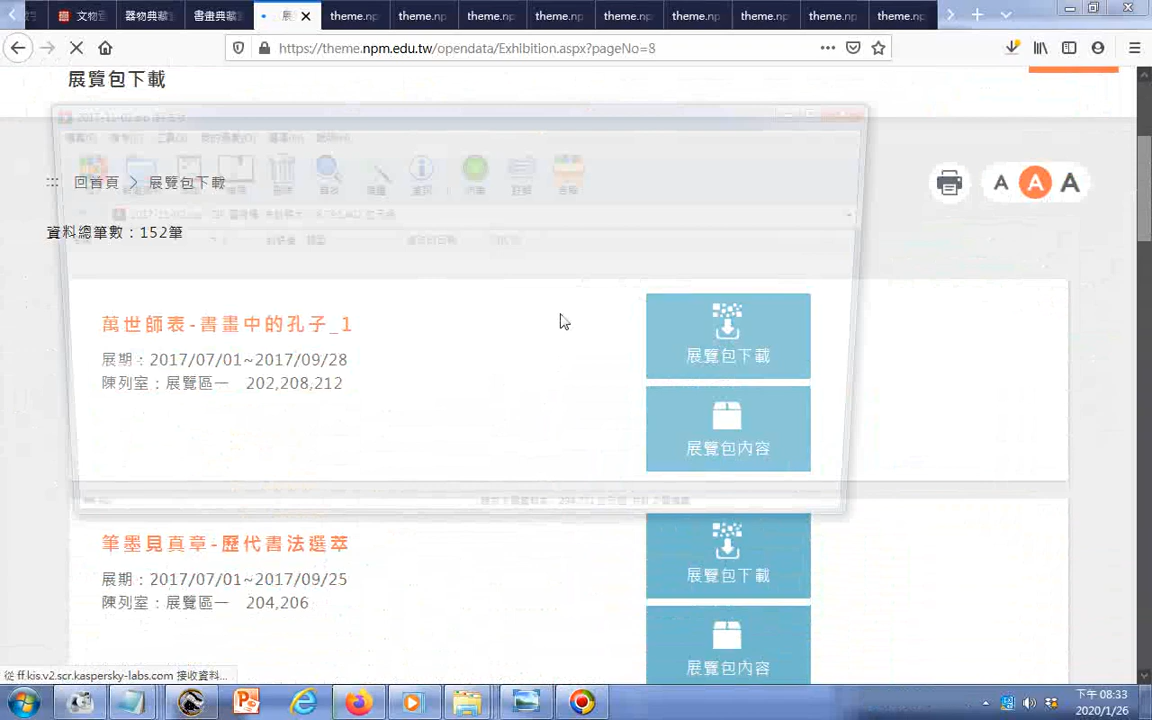 文物
器物典藏
書畫典藏
展
theme.np
theme.np
theme.np
theme.np
theme.np
theme.np
theme.np
theme.np
theme.np
https://theme.npm.edu.tw/opendata/Exhibition.aspx?pageNo=8
展覽包下載
回首頁 > 展覽包下載
A A A
資料總筆數：152筆
萬世師表-書畫中的孔子_1
展期：2017/07/01~2017/09/28
陳列室：展覽區一 202,208,212
展覽包下載
展覽包內容
筆墨見真章-歷代書法選萃
展期：2017/07/01~2017/09/25
陳列室：展覽區一 204,206
展覽包下載
展覽包內容
從 ff.kis.v2.scr.kaspersky-labs.com 接收資料...
下午 08:33
2020/1/26